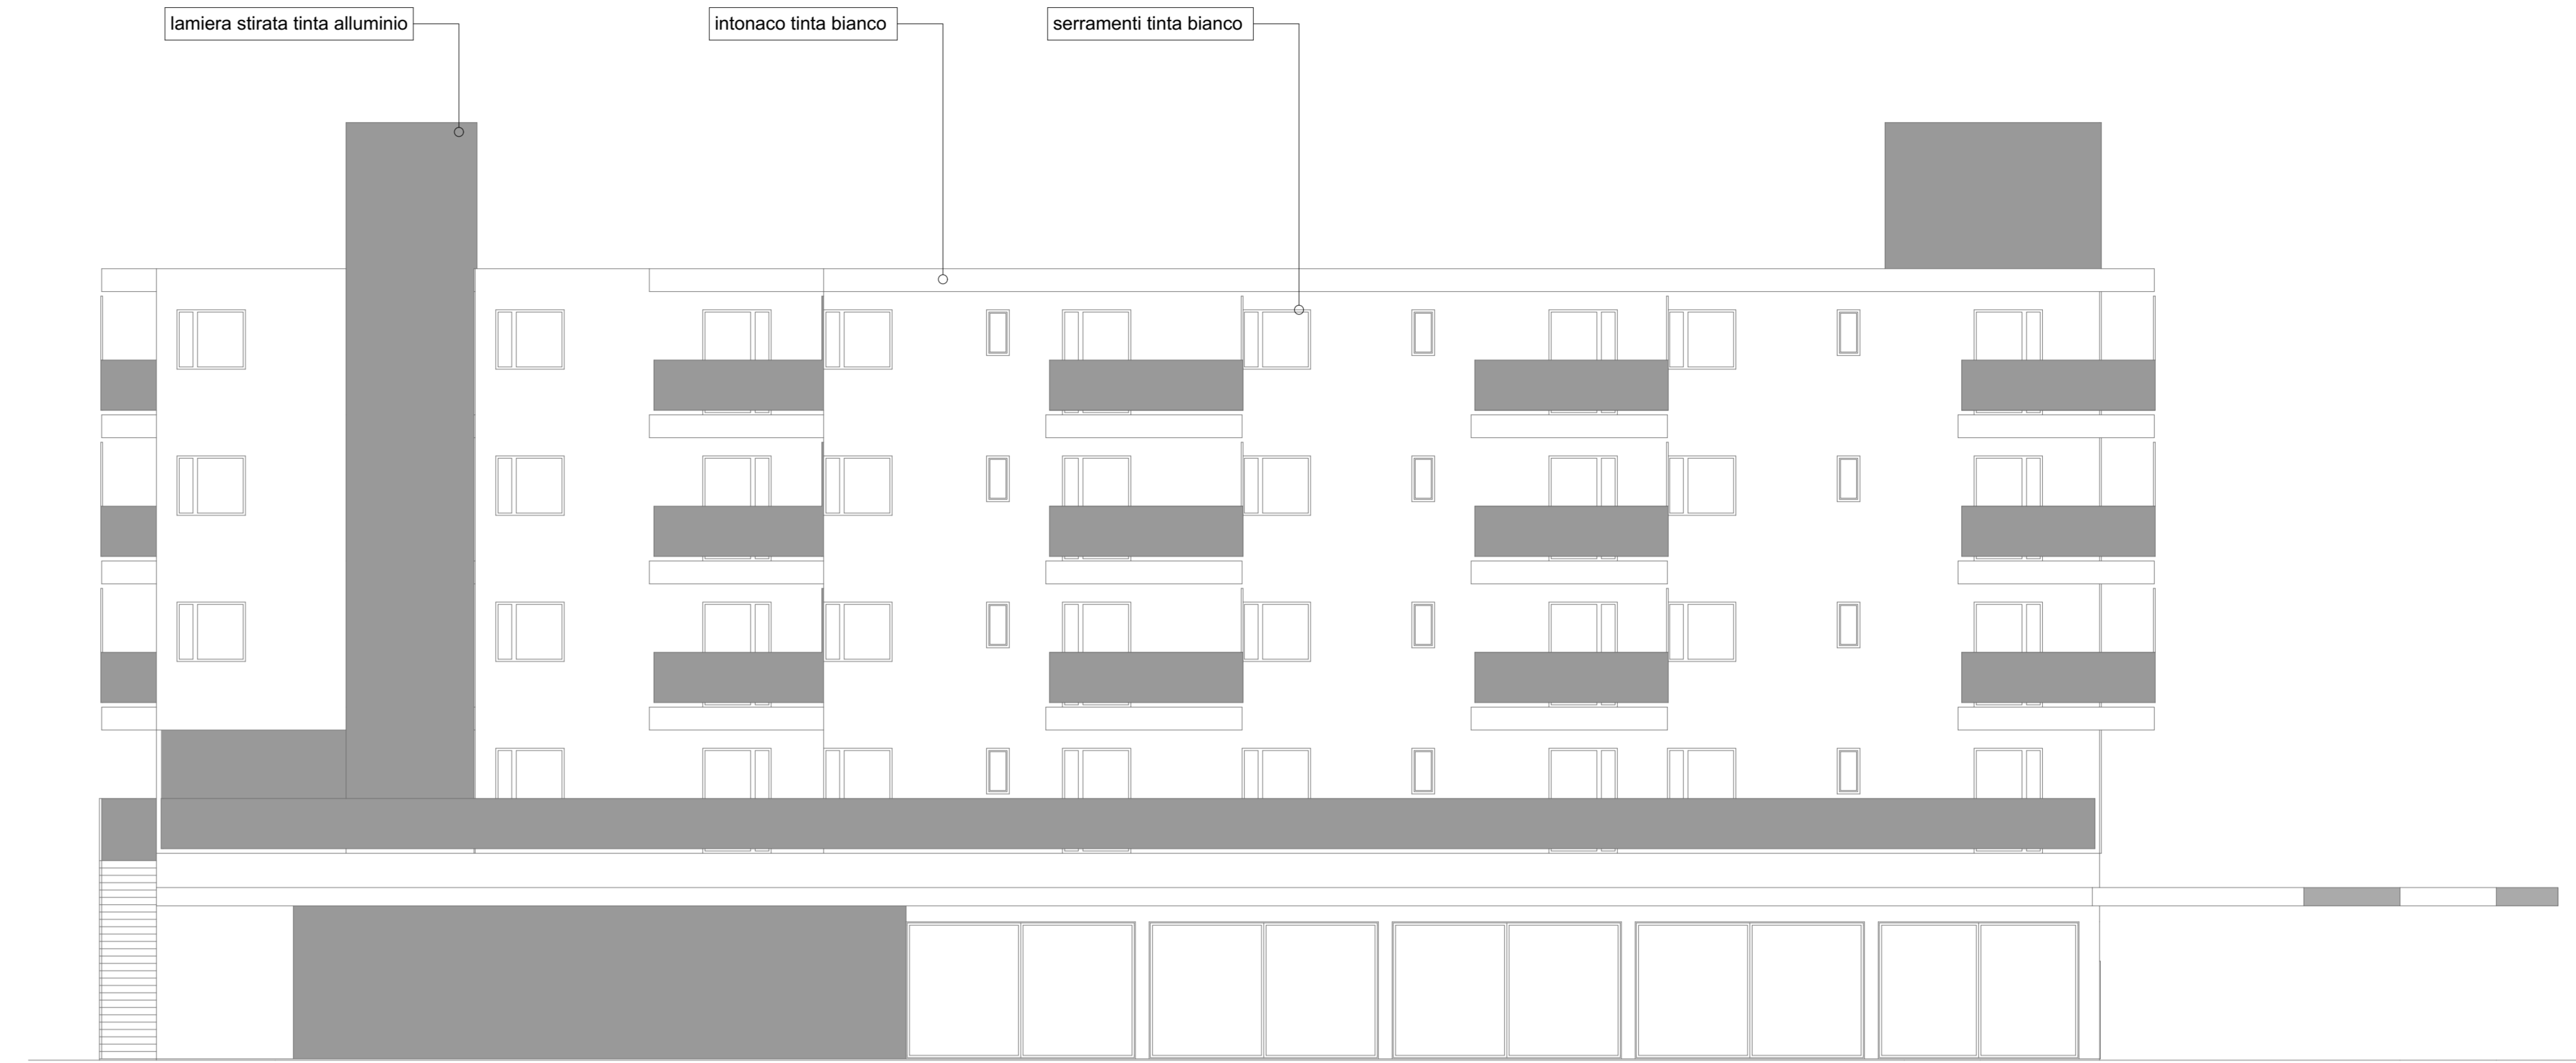 lamiera stirata tinta alluminio
intonaco tinta bianco
serramenti tinta bianco